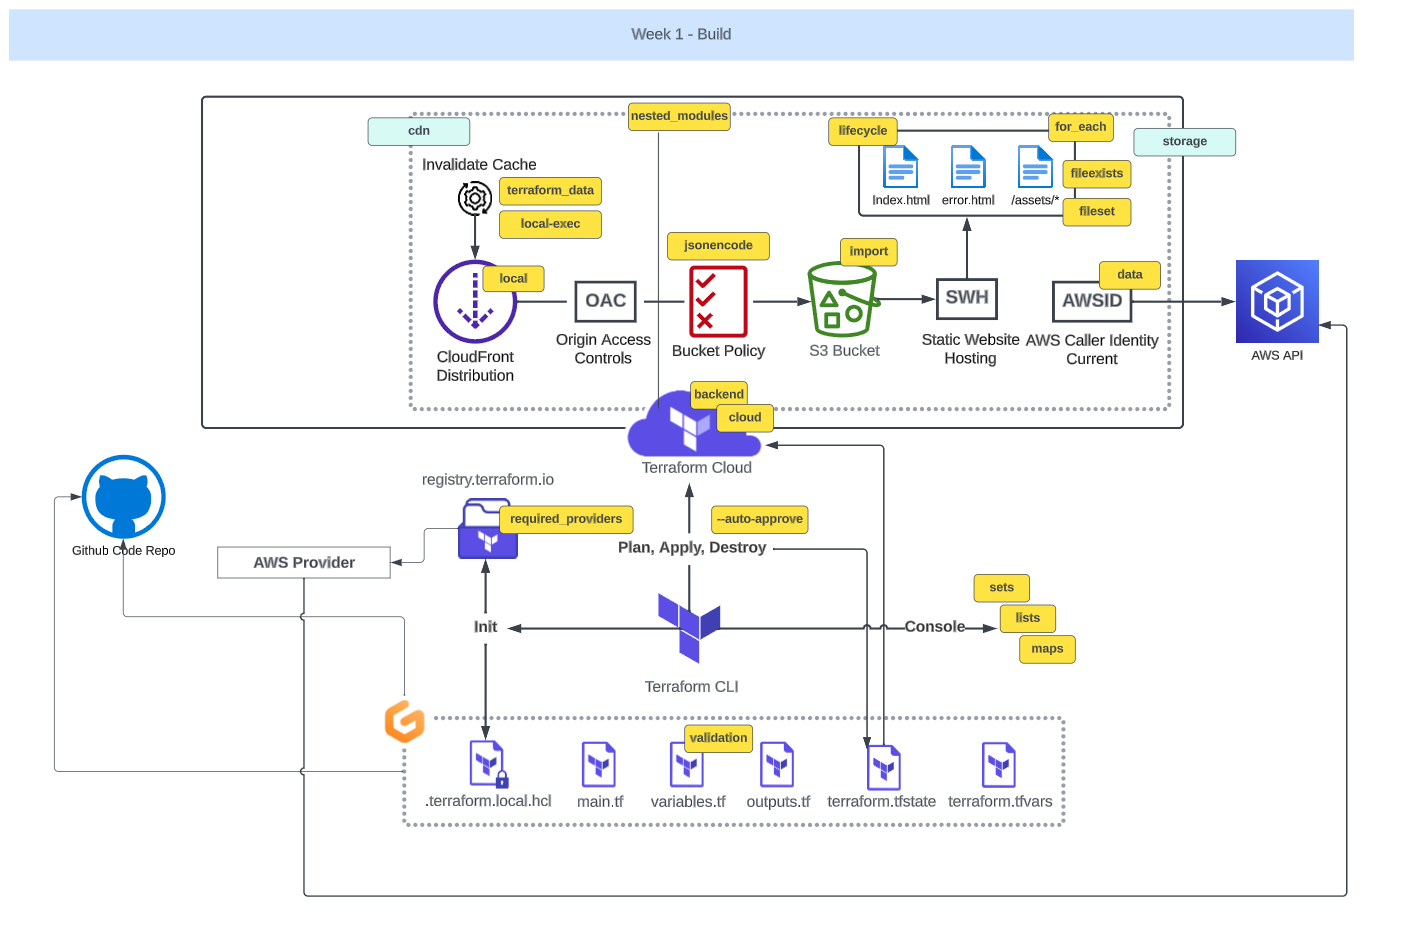 Week 1 - Build
nested_modules
cdn
lifecycle
for_each
storage
Invalidate Cache
terraform_data
local-exec
fileexists
fileset
Index.html
error.html
/assets/*
jsonencode
import
local
data
OAC
SWH
AWSID
Origin Access
Controls
Bucket Policy
S3 Bucket
Static Website
Hosting
AWS Caller Identity
Current
AWS API
CloudFront
Distribution
backend
cloud
Terraform Cloud
registry.terraform.io
required_providers
--auto-approve
Github Code Repo
AWS Provider
Plan, Apply, Destroy
sets
lists
maps
Init
Console
Terraform CLI
validation
.terraform.local.hcl
main.tf
variables.tf
outputs.tf
terraform.tfstate
terraform.tfvars